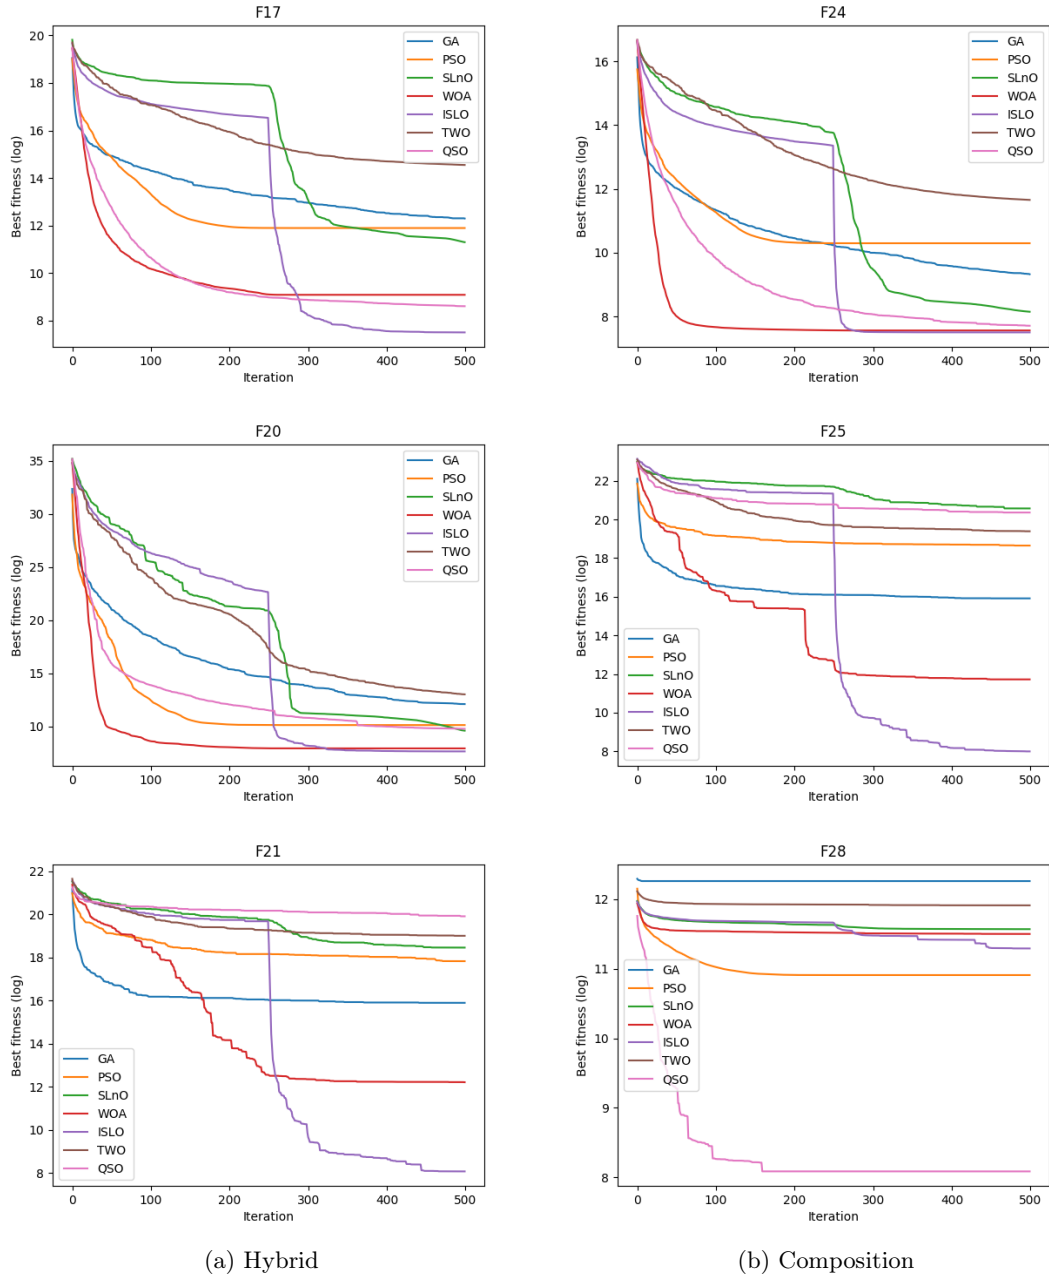 F17
20
18
16
14
12
10
8
Best fitness (log)
0 100 200 300 400 500
Iteration
GA
PSO
SLnO
WOA
ISLO
TWO
QSO
F24
16
14
12
10
8
Best fitness (log)
0 100 200 300 400 500
Iteration
GA
PSO
SLnO
WOA
ISLO
TWO
QSO
F20
35
30
25
20
15
10
Best fitness (log)
0 100 200 300 400 500
Iteration
GA
PSO
SLnO
WOA
ISLO
TWO
QSO
F25
22
20
18
16
14
12
10
8
Best fitness (log)
0 100 200 300 400 500
Iteration
GA
PSO
SLnO
WOA
ISLO
TWO
QSO
F21
22
20
18
16
14
12
10
8
Best fitness (log)
0 100 200 300 400 500
Iteration
GA
PSO
SLnO
WOA
ISLO
TWO
QSO
F28
12
11
10
9
8
Best fitness (log)
0 100 200 300 400 500
Iteration
GA
PSO
SLnO
WOA
ISLO
TWO
QSO
(a) Hybrid
(b) Composition